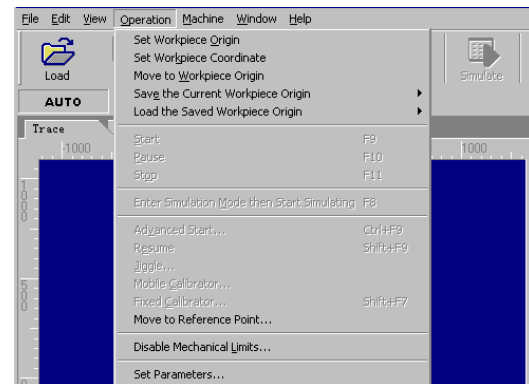 File Edit View Operation Machine Window Help
Load
Simulate
AUTO
Trace
-1000
1000
1000
500
0
Set Workpiece Origin
Set Workpiece Coordinate
Move to Workpiece Origin
Save the Current Workpiece Origin
Load the Saved Workpiece Origin
Start F9
Pause F10
Stop F11
Enter Simulation Mode then Start Simulating F8
Advanced Start... Ctrl+F9
Resume Shift+F9
Jiggle...
Mobile Calibrator...
Fixed Calibrator... Shift+F7
Move to Reference Point...
Disable Mechanical Limits...
Set Parameters...